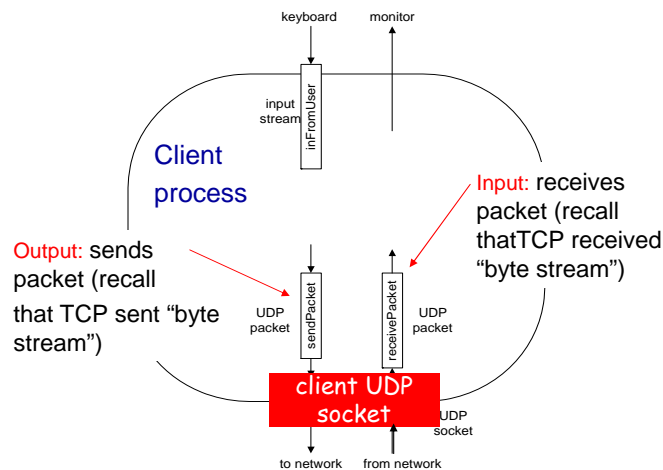 keyboard
monitor
input
stream
inFromUser
Client
process
Input: receives
packet (recall
thatTCP received
“byte stream”)
Output: sends
packet (recall
that TCP sent “byte
stream”)
UDP
packet
sendPacket
receivePacket
UDP
packet
client UDP
socket
UDP
socket
to network
from network